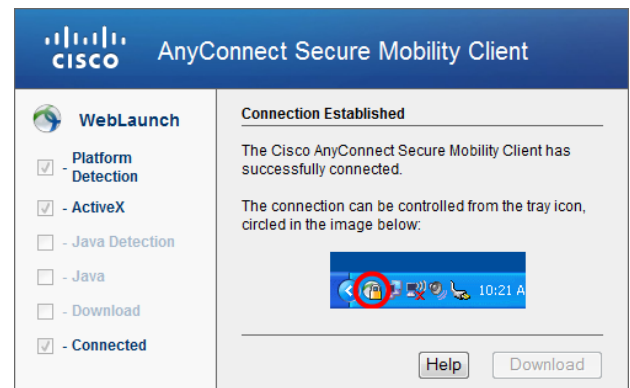 CISCO
AnyConnect Secure Mobility Client
WebLaunch
- Platform
Detection
- ActiveX
- Java Detection
- Java
- Download
- Connected
Connection Established
The Cisco AnyConnect Secure Mobility Client has
successfully connected.
The connection can be controlled from the tray icon,
circled in the image below:
10:21 A
Help
Download